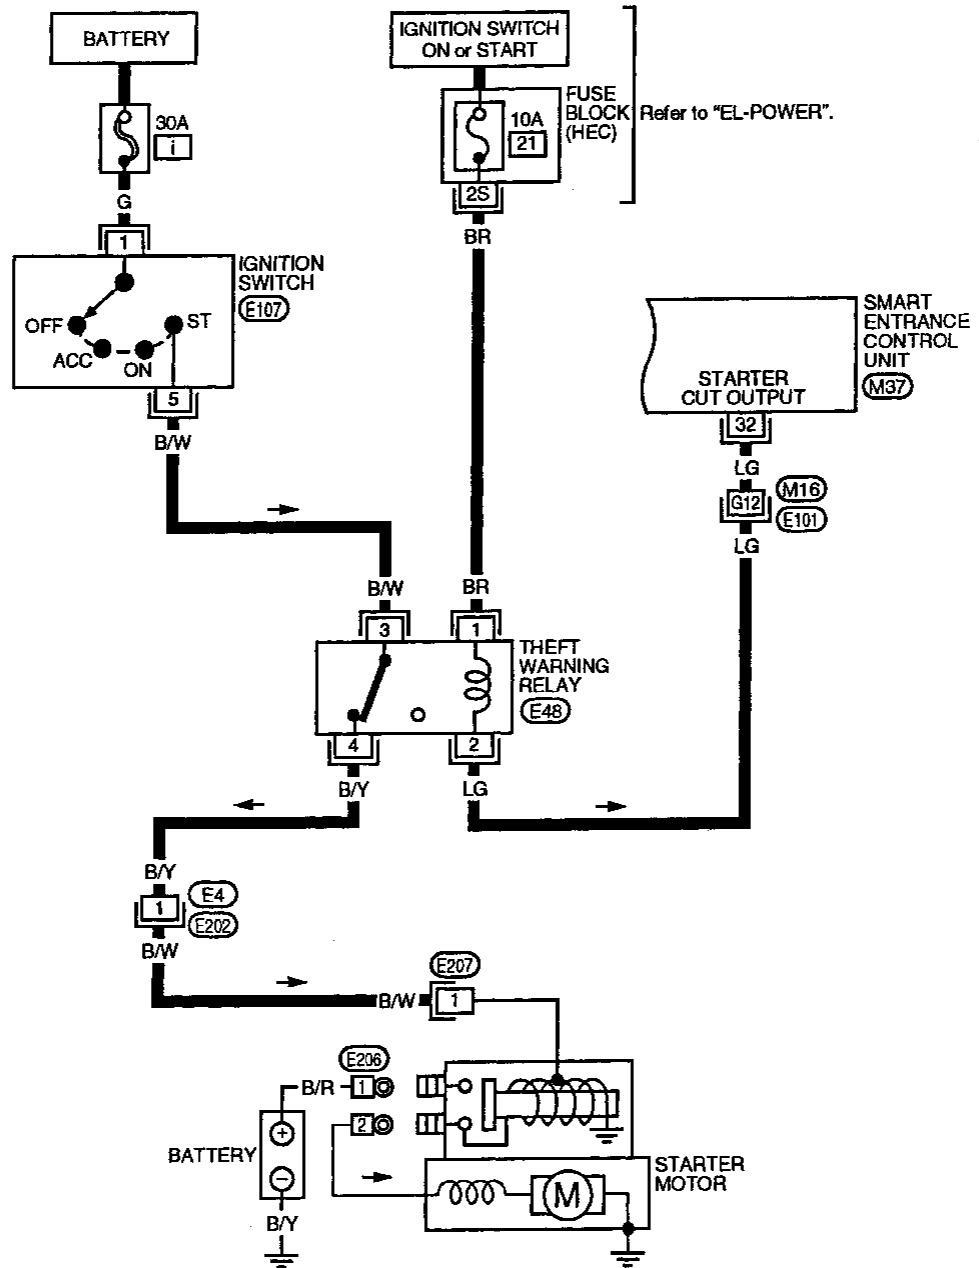 BATTERY
IGNITION SWITCH
ON or START
30A
i
10A
21
FUSE
BLOCK
(HEC)
Refer to "EL-POWER".
2S
G
BR
1
IGNITION
SWITCH
E107
OFF
ACC
ON
ST
5
B/W
SMART
ENTRANCE
CONTROL
UNIT
M37
STARTER
CUT OUTPUT
32
LG
G12
M16
E101
LG
B/W
BR
3
1
THEFT
WARNING
RELAY
E48
4
2
B/Y
LG
B/Y
1
E4
E202
B/W
B/W
E207
1
E206
B/R
1
2
BATTERY
+
−
B/Y
M
STARTER
MOTOR